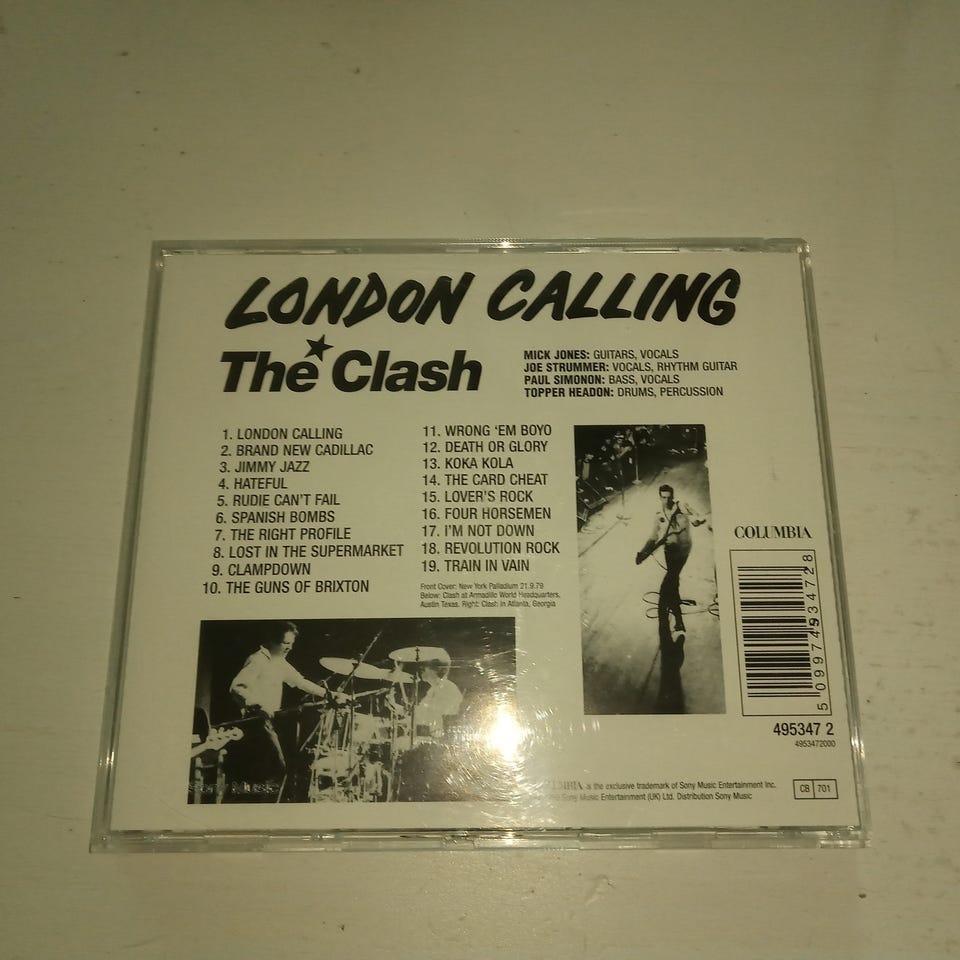 LONDON CALLING
The Clash
MICK JONES: GUITARS, VOCALS
JOE STRUMMER: VOCALS, RHYTHM GUITAR
PAUL SIMONON: BASS, VOCALS
TOPPER HEADON: DRUMS, PERCUSSION
1. LONDON CALLING
2. BRAND NEW CADILLAC
3. JIMMY JAZZ
4. HATEFUL
5. RUDIE CAN'T FAIL
6. SPANISH BOMBS
7. THE RIGHT PROFILE
8. LOST IN THE SUPERMARKET
9. CLAMPDOWN
10. THE GUNS OF BRIXTON
11. WRONG 'EM BOYO
12. DEATH OR GLORY
13. KOKA KOLA
14. THE CARD CHEAT
15. LOVER'S ROCK
16. FOUR HORSEMEN
17. I'M NOT DOWN
18. REVOLUTION ROCK
19. TRAIN IN VAIN
Front Cover: New York Palladium 21.9.79
Below: Clash at Armadillo World Headquarters,
Austin Texas. Right: Clash in Atlanta, Georgia
COLUMBIA
5 099749 534728
495347 2
4953472000
is the exclusive trademark of Sony Music Entertainment Inc.
Sony Music Entertainment (UK) Ltd. Distribution Sony Music
CB 701